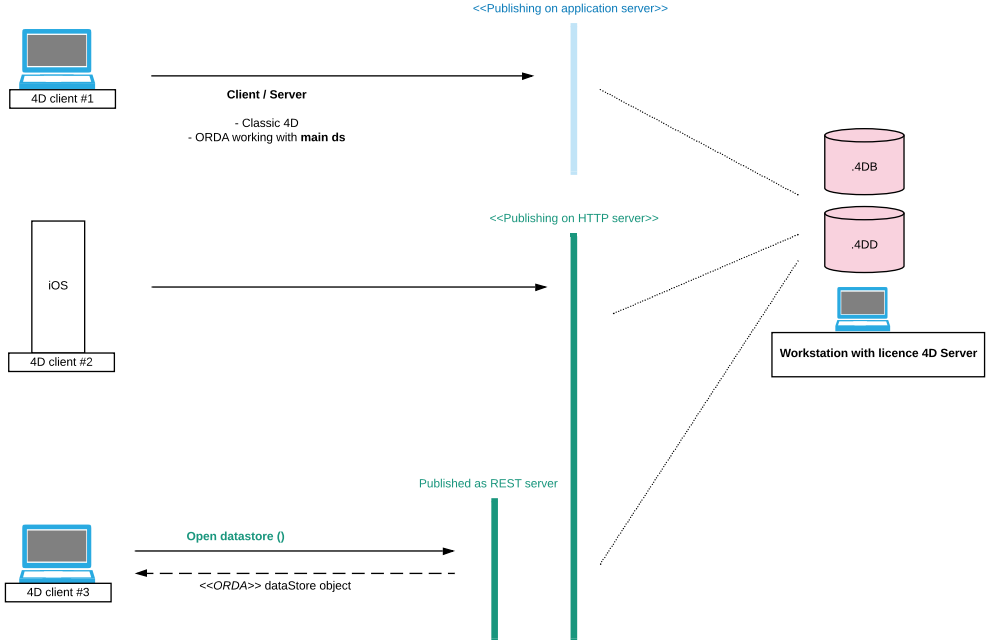 <<Publishing on application server>>
4D client #1
Client / Server
- Classic 4D
- ORDA working with main ds
.4DB
<<Publishing on HTTP server>>
.4DD
iOS
4D client #2
Workstation with licence 4D Server
Published as REST server
Open datastore ()
<<ORDA>> dataStore object
4D client #3